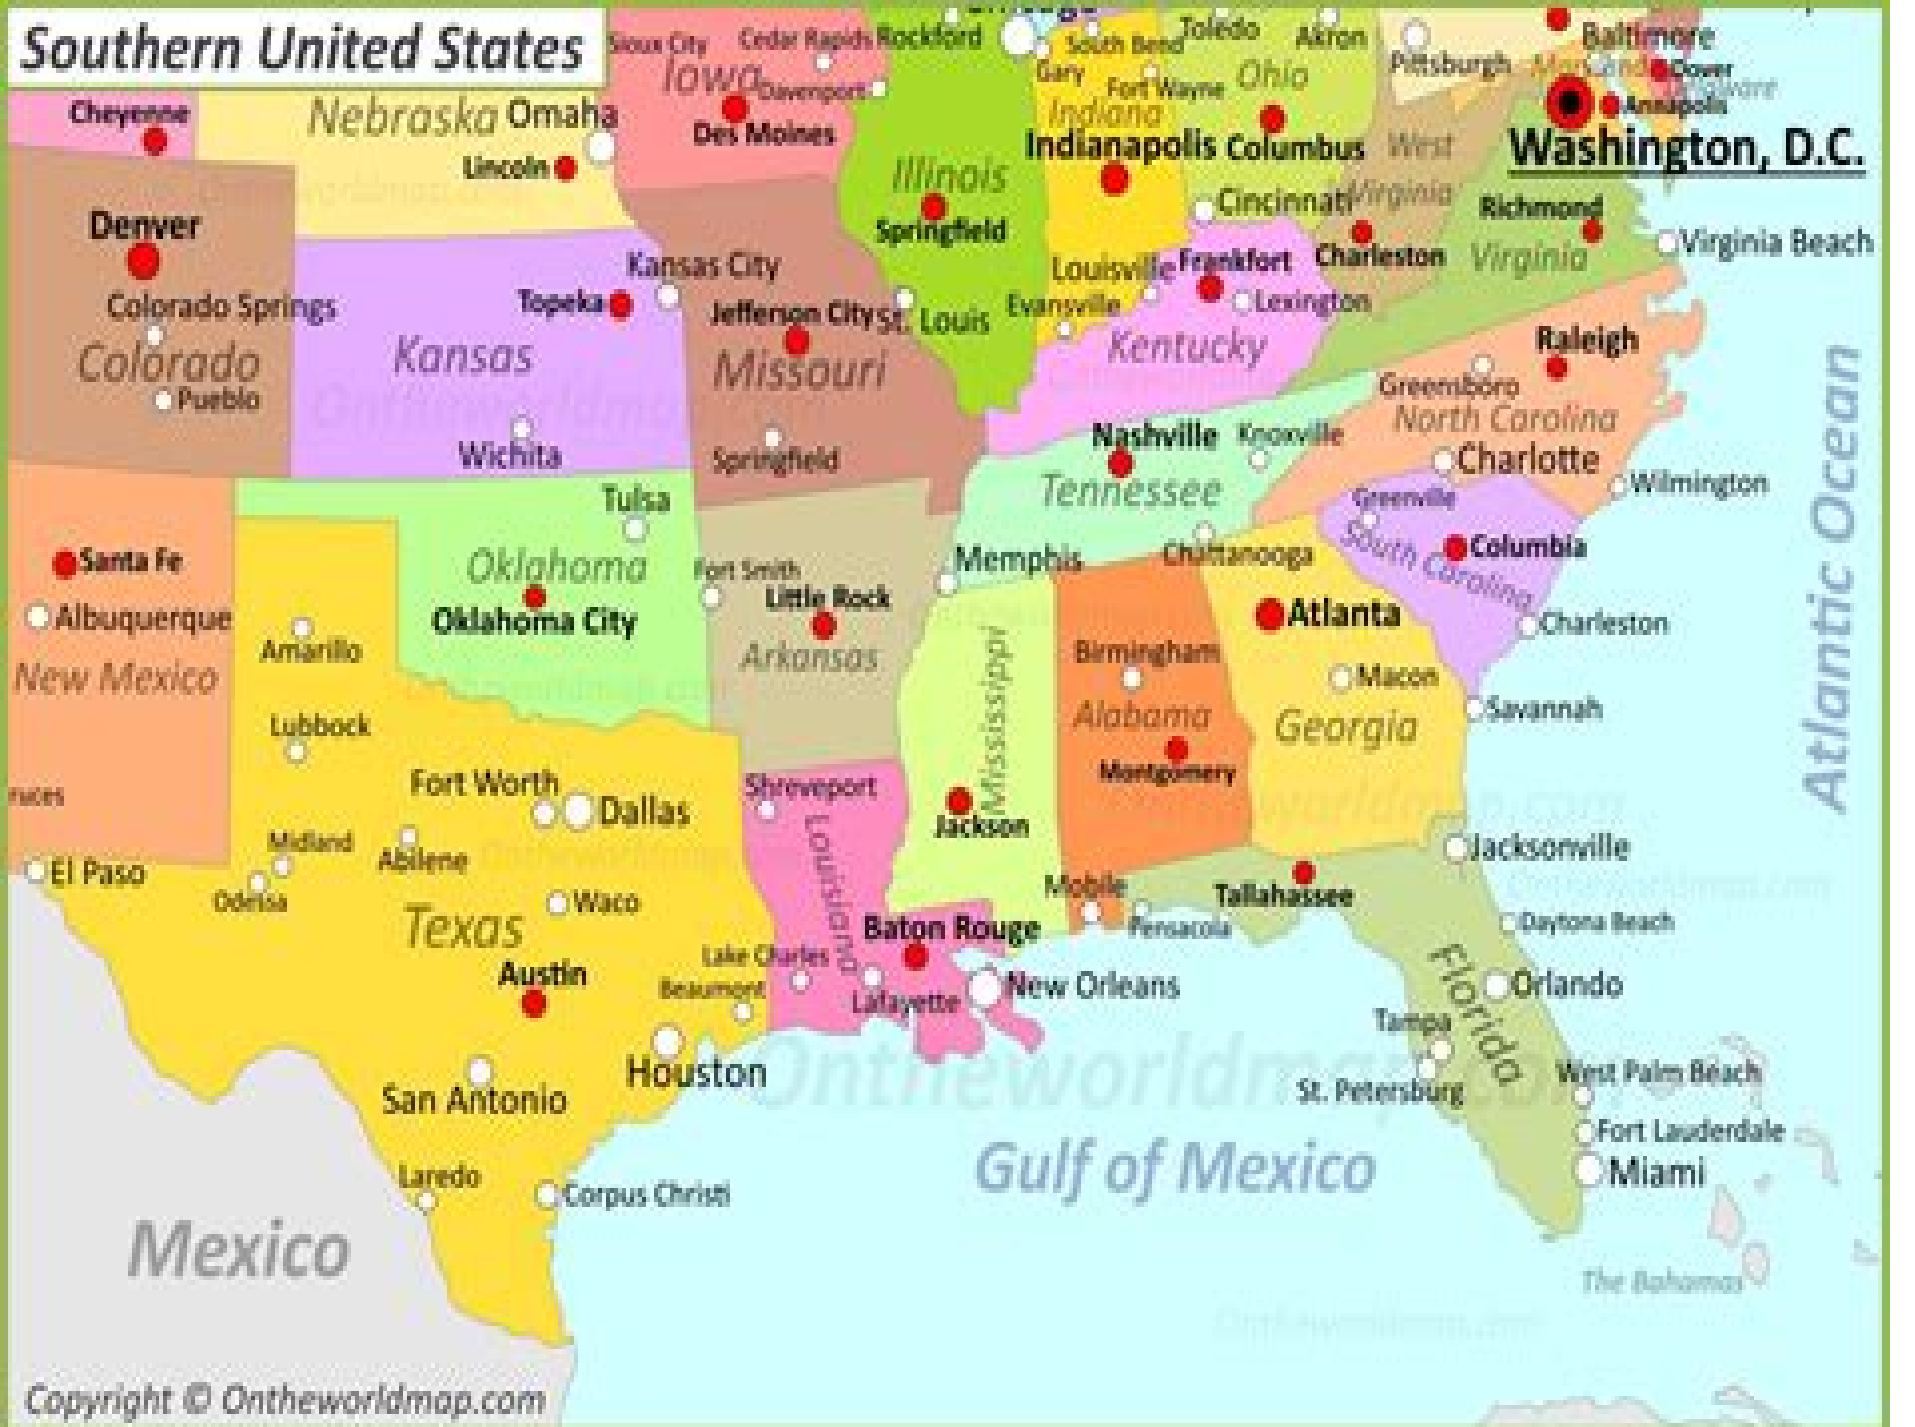 Southern United States
Sioux City
Cedar Rapids
Rockford
South Bend
Toledo
Akron
Baltimore
Pittsburgh
Iowa
Gary
Ohio
Dover
Davenport
Fort Wayne
Cheyenne
Nebraska
Omaha
Indiana
Annapolis
Des Moines
Indianapolis
Columbus
West
Virginia
Washington, D.C.
Lincoln
Illinois
Cincinnati
Richmond
Denver
Springfield
Virginia Beach
Kansas City
Louisville
Frankfort
Charleston
Virginia
Colorado Springs
Topeka
Jefferson City
St. Louis
Evansville
Lexington
Colorado
Kansas
Missouri
Kentucky
Raleigh
Pueblo
Greensboro
North Carolina
Wichita
Springfield
Nashville
Knoxville
Charlotte
Tulsa
Tennessee
Greenville
Wilmington
Santa Fe
Oklahoma
Fort Smith
Memphis
Chattanooga
South Carolina
Columbia
Atlantic Ocean
Albuquerque
Oklahoma City
Little Rock
Atlanta
Charleston
Amarillo
Arkansas
Mississippi
Birmingham
Macon
New Mexico
Alabama
Georgia
Savannah
Lubbock
Montgomery
ruces
Fort Worth
Dallas
Shreveport
Jackson
Midland
Abilene
Louisiana
Jacksonville
El Paso
Odessa
Waco
Mobile
Tallahassee
Ontheworldmap.com
Texas
Baton Rouge
Pensacola
Daytona Beach
Austin
Lake Charles
Florida
Beaumont
Lafayette
New Orleans
Orlando
Tampa
Houston
West Palm Beach
San Antonio
St. Petersburg
Fort Lauderdale
Laredo
Corpus Christi
Gulf of Mexico
Miami
Mexico
The Bahamas
Ontheworldmap.com
Copyright © Ontheworldmap.com